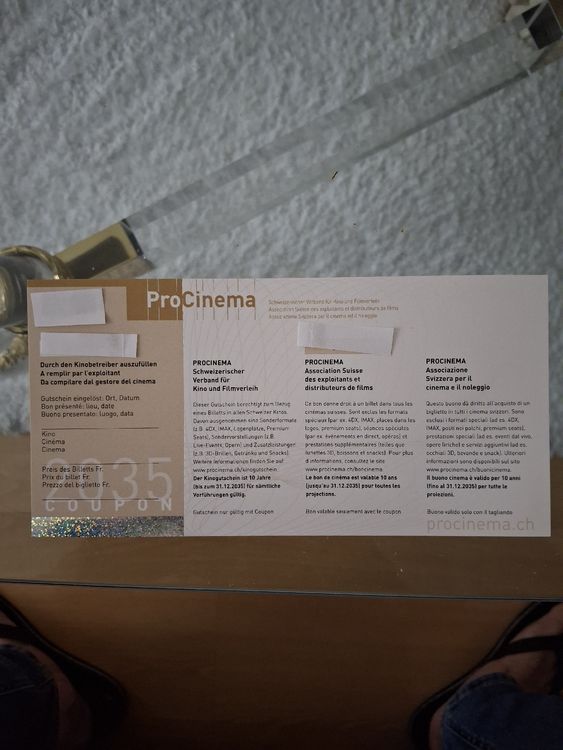 ProCinema
Schweizerischer Verband für Kino und Filmverleih
Association Suisse des exploitants et distributeurs de films
Associazione Svizzera per il cinema ed il noleggio
Durch den Kinobetreiber auszufüllen
A remplir par l'exploitant
Da compilare dal gestore del cinema
Gutschein eingelöst: Ort, Datum
Bon présenté: lieu, date
Buono presentato: luogo, data
Kino
Cinéma
Cinema
Preis des Billetts Fr.
Prix du billet Fr.
Prezzo del biglietto Fr.
2035
COUPON
PROCINEMA
Schweizerischer
Verband für
Kino und Filmverleih
Dieser Gutschein berechtigt zum Bezug
eines Billetts in allen Schweizer Kinos.
Davon ausgenommen sind Sonderformate
(z.B. 4DX, IMAX, Logenplätze, Premium
Seats), Sondervorstellungen (z.B.
Live-Events, Opern) und Zusatzleistungen
(z.B. 3D-Brillen, Getränke und Snacks).
Weitere Informationen finden Sie auf
www.procinema.ch/kinogutschein
Der Kinogutschein ist 10 Jahre
(bis zum 31.12.2035) für sämtliche
Vorführungen gültig.
Gutschein nur gültig mit Coupon
PROCINEMA
Association Suisse
des exploitants et
distributeurs de films
Ce bon donne droit à un billet dans tous les
cinémas suisses. Sont exclus les formats
spéciaux (par ex. 4DX, IMAX, places dans les
loges, premium seats), séances spéciales
(par ex. événements en direct, opéras) et
prestations supplémentaires (telles que
lunettes 3D, boissons et snacks). Pour plus
d'informations, consultez le site
www.procinema.ch/boncinema
Le bon de cinéma est valable 10 ans
(jusqu'au 31.12.2035) pour toutes les
projections.
Bon valable seulement avec le coupon
PROCINEMA
Associazione
Svizzera per il
cinema e il noleggio
Questo buono dà diritto all'acquisto di un
biglietto in tutti i cinema svizzeri. Sono
esclusi i formati speciali (ad es. 4DX,
IMAX, posti nei palchi, premium seats),
prestazioni speciali (ad es. eventi dal vivo,
opere liriche) e servizi aggiuntivi (ad es.
occhiali 3D, bevande e snack). Ulteriori
informazioni sono disponibili sul sito
www.procinema.ch/buonocinema
Il buono cinema è valido per 10 anni
(fino al 31.12.2035) per tutte le
proiezioni.
Buono valido solo con il tagliando
procinema.ch